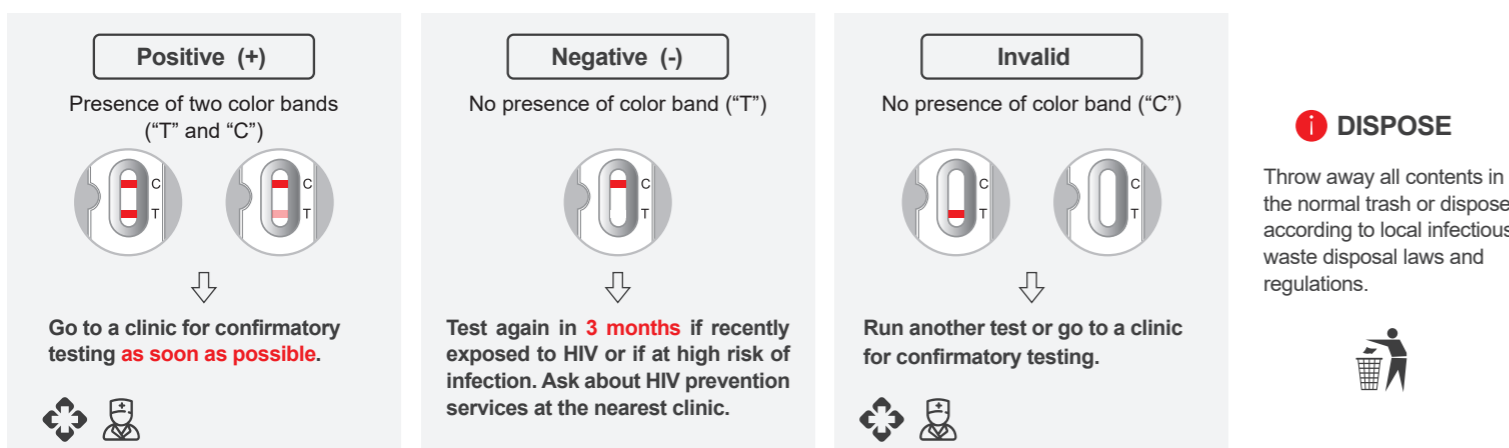 Positive (+)
Presence of two color bands
(“T” and “C”)
C
T
C
T
Go to a clinic for confirmatory
testing as soon as possible.
Negative (-)
No presence of color band (“T”)
C
T
Test again in 3 months if recently
exposed to HIV or if at high risk of
infection. Ask about HIV prevention
services at the nearest clinic.
Invalid
No presence of color band (“C”)
C
T
C
T
Run another test or go to a clinic
for confirmatory testing.
i DISPOSE
Throw away all contents in
the normal trash or dispose
according to local infectious
waste disposal laws and
regulations.